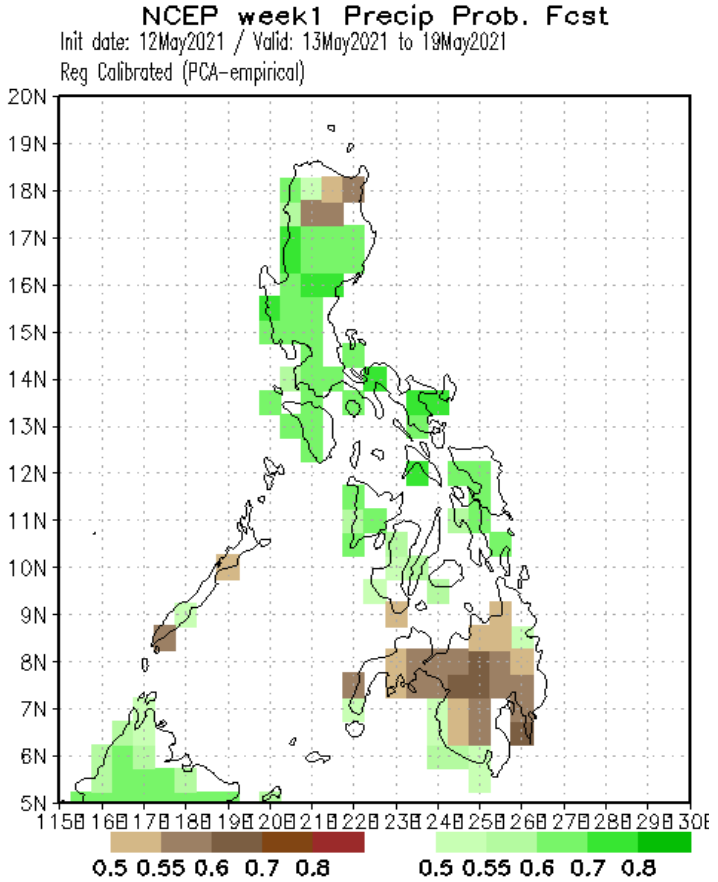 NCEP week1 Precip Prob. Fcst
Init date: 12May2021 / Valid: 13May2021 to 19May2021
Reg Calibrated (PCA-empirical)
20N
19N
18N
17N
16N
15N
14N
13N
12N
11N
10N
9N
8N
7N
6N
5N
115E 116E 117E 118E 119E 120E 121E 122E 123E 124E 125E 126E 127E 128E 129E 130E
0.5 0.55 0.6 0.7 0.8 0.5 0.55 0.6 0.7 0.8